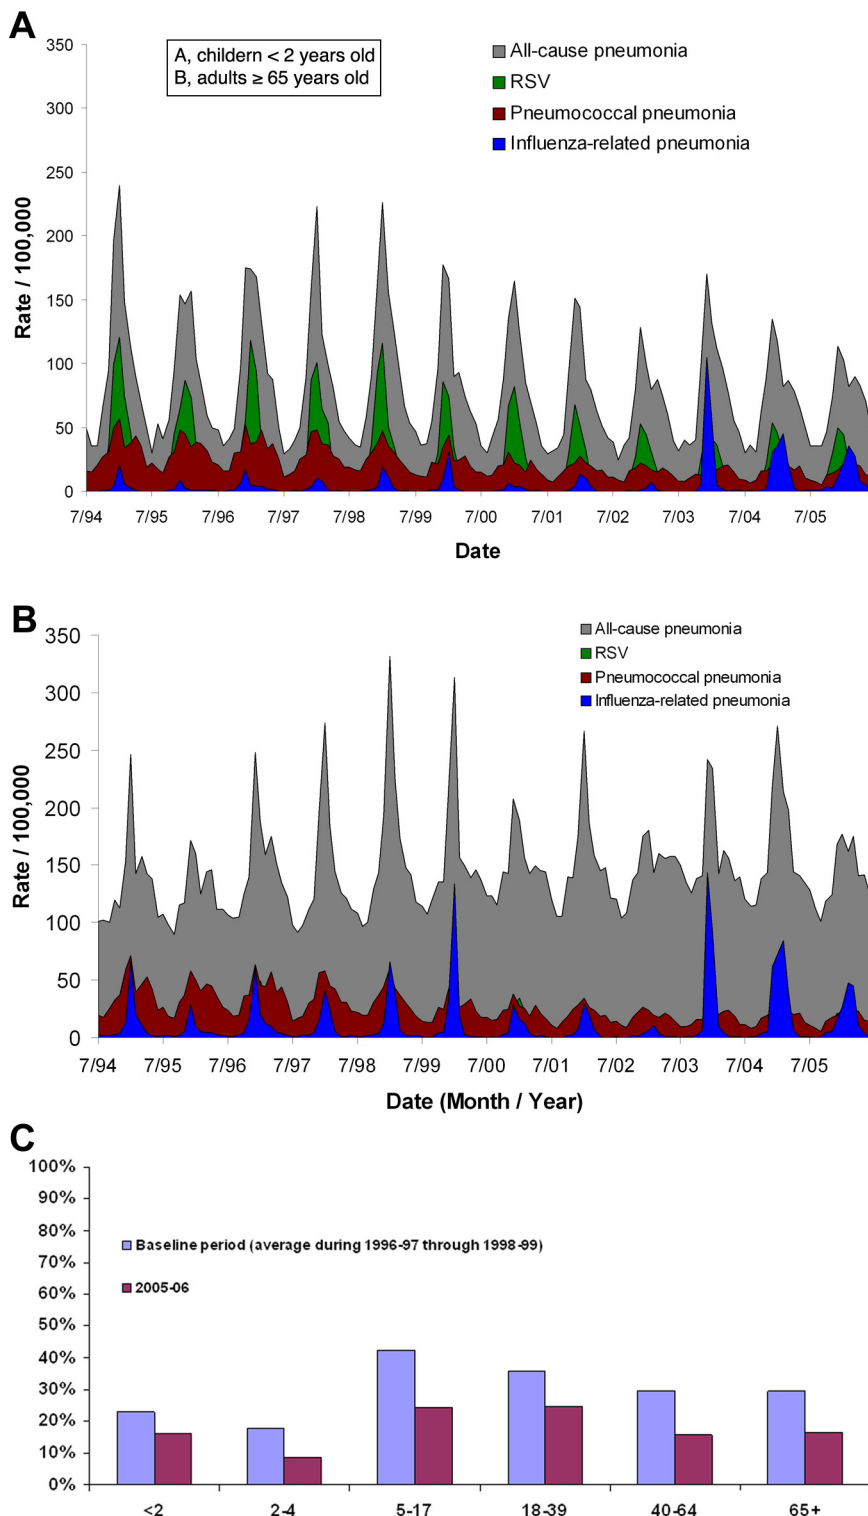 A
350
300
250
200
150
100
50
0
Rate / 100,000
A, childern < 2 years old
B, adults ≥ 65 years old
All-cause pneumonia
RSV
Pneumococcal pneumonia
Influenza-related pneumonia
7/94 7/95 7/96 7/97 7/98 7/99 7/00 7/01 7/02 7/03 7/04 7/05
Date
B
350
300
250
200
150
100
50
0
Rate / 100,000
All-cause pneumonia
RSV
Pneumococcal pneumonia
Influenza-related pneumonia
7/94 7/95 7/96 7/97 7/98 7/99 7/00 7/01 7/02 7/03 7/04 7/05
Date (Month / Year)
C
100%
90%
80%
70%
60%
50%
40%
30%
20%
10%
0%
Baseline period (average during 1996-97 through 1998-99)
2005-06
<2 2-4 5-17 18-39 40-64 65+